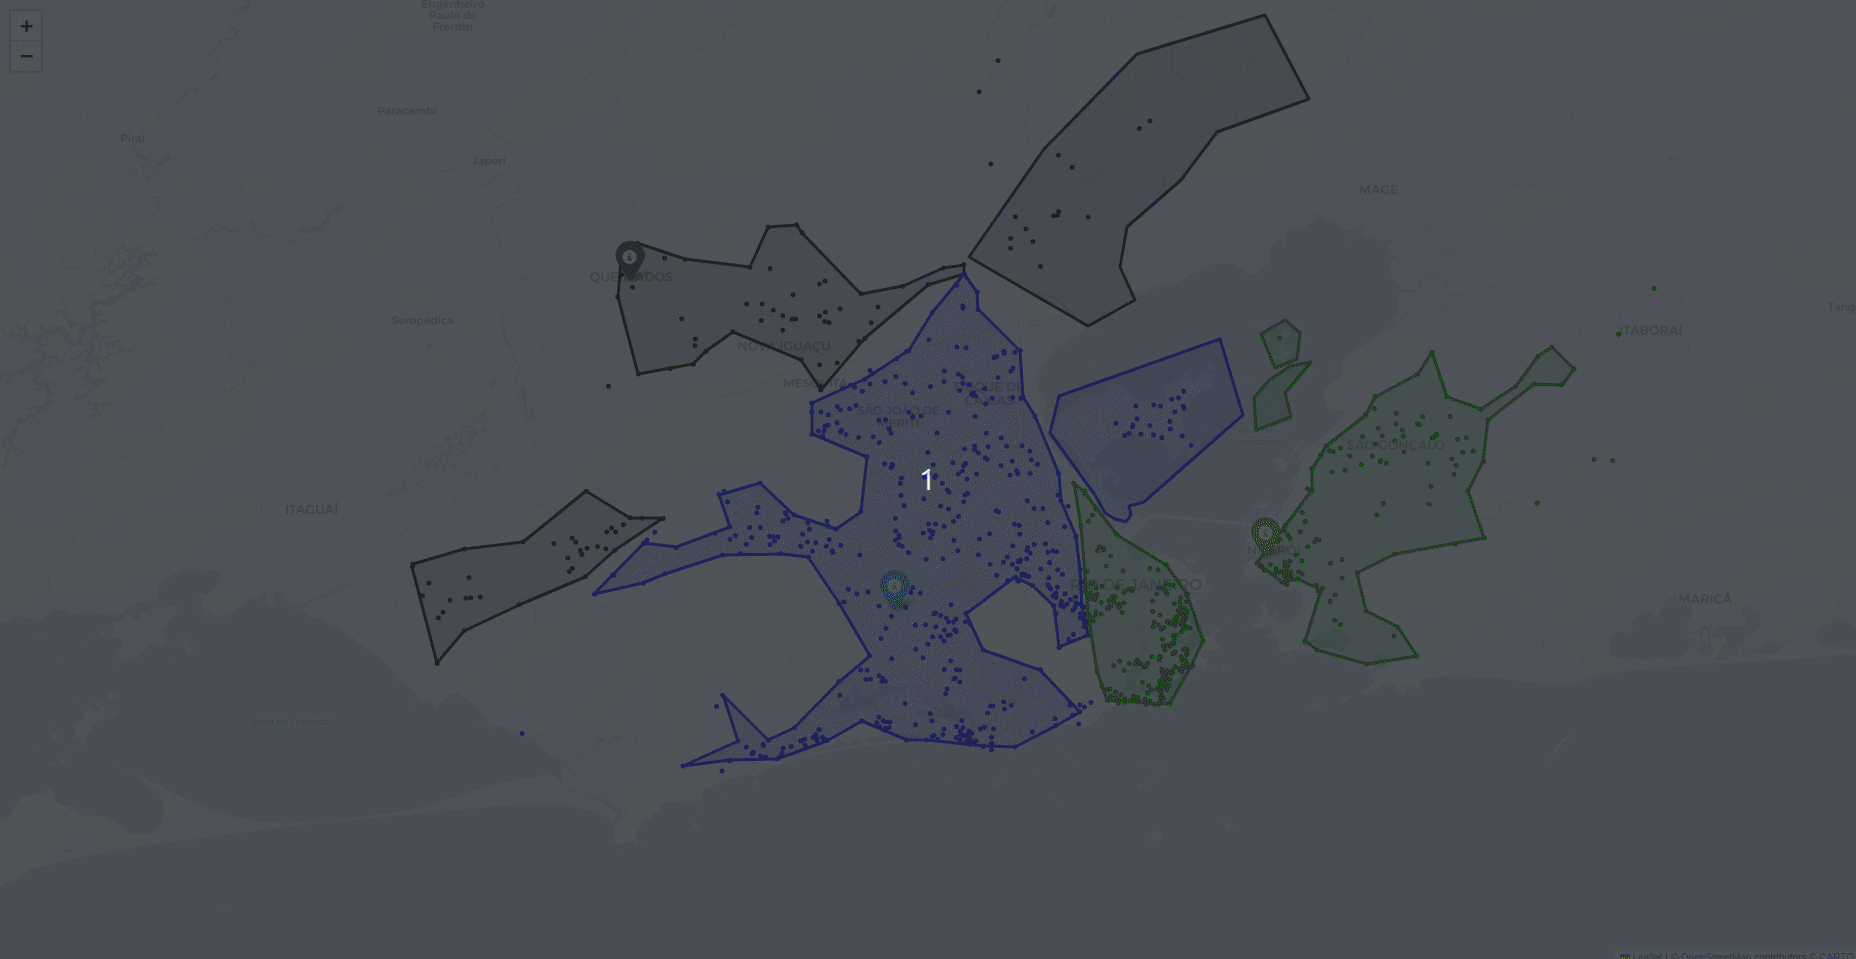 +
−
Engenheiro
Paulo de
Frontin
Paracambi
Piraí
Japeri
MAGÉ
QUEIMADOS
Seropédica
NOVA IGUAÇU
MESQUITA
DUQUE DE
CAXIAS
SÃO JOÃO DE
MERITI
ITABORAÍ
Tang
SÃO GONÇALO
1
ITAGUAÍ
NITERÓI
RIO DE JANEIRO
MARICÁ
Leaflet | © OpenStreetMap contributors © CARTO